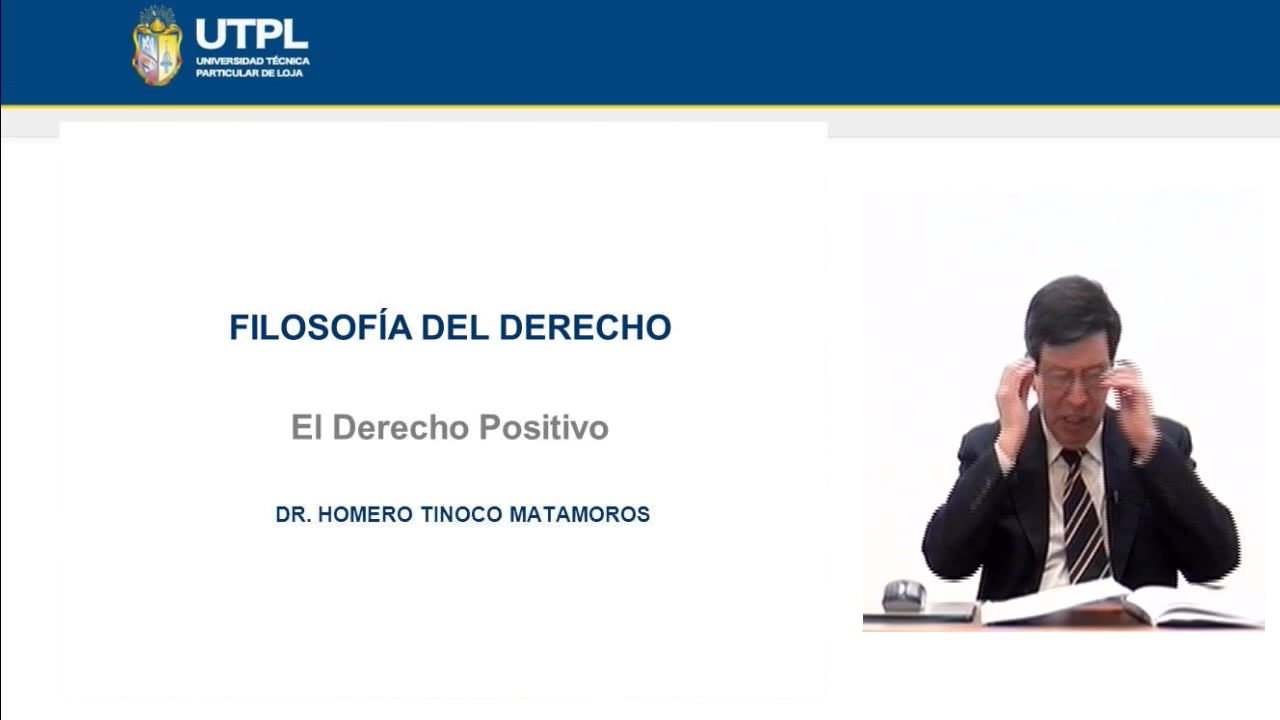 UTPL
UNIVERSIDAD TÉCNICA
PARTICULAR DE LOJA
FILOSOFÍA DEL DERECHO
El Derecho Positivo
DR. HOMERO TINOCO MATAMOROS